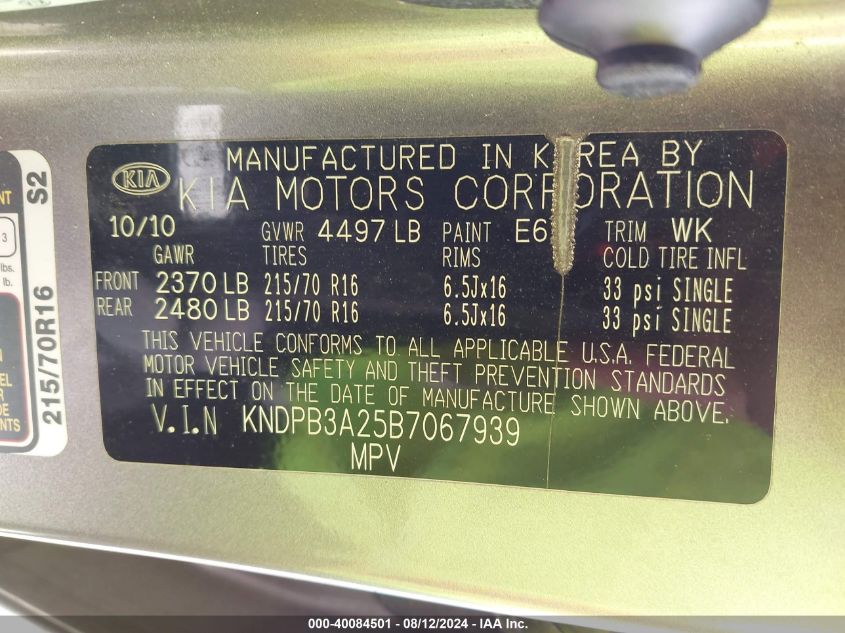 KIA
MANUFACTURED IN KOREA BY
KIA MOTORS CORPORATION
10/10 GVWR 4497 LB PAINT E6 TRIM WK
GAWR TIRES RIMS COLD TIRE INFL
FRONT 2370 LB 215/70 R16 6.5Jx16 33 psi SINGLE
REAR 2480 LB 215/70 R16 6.5Jx16 33 psi SINGLE
THIS VEHICLE CONFORMS TO ALL APPLICABLE U.S.A. FEDERAL
MOTOR VEHICLE SAFETY AND THEFT PREVENTION STANDARDS
IN EFFECT ON THE DATE OF MANUFACTURE SHOWN ABOVE.
V.I.N KNDPB3A25B7067939
MPV
215/70R16 S2
3
lbs.
lb.
000-40084501 - 08/12/2024 - IAA Inc.